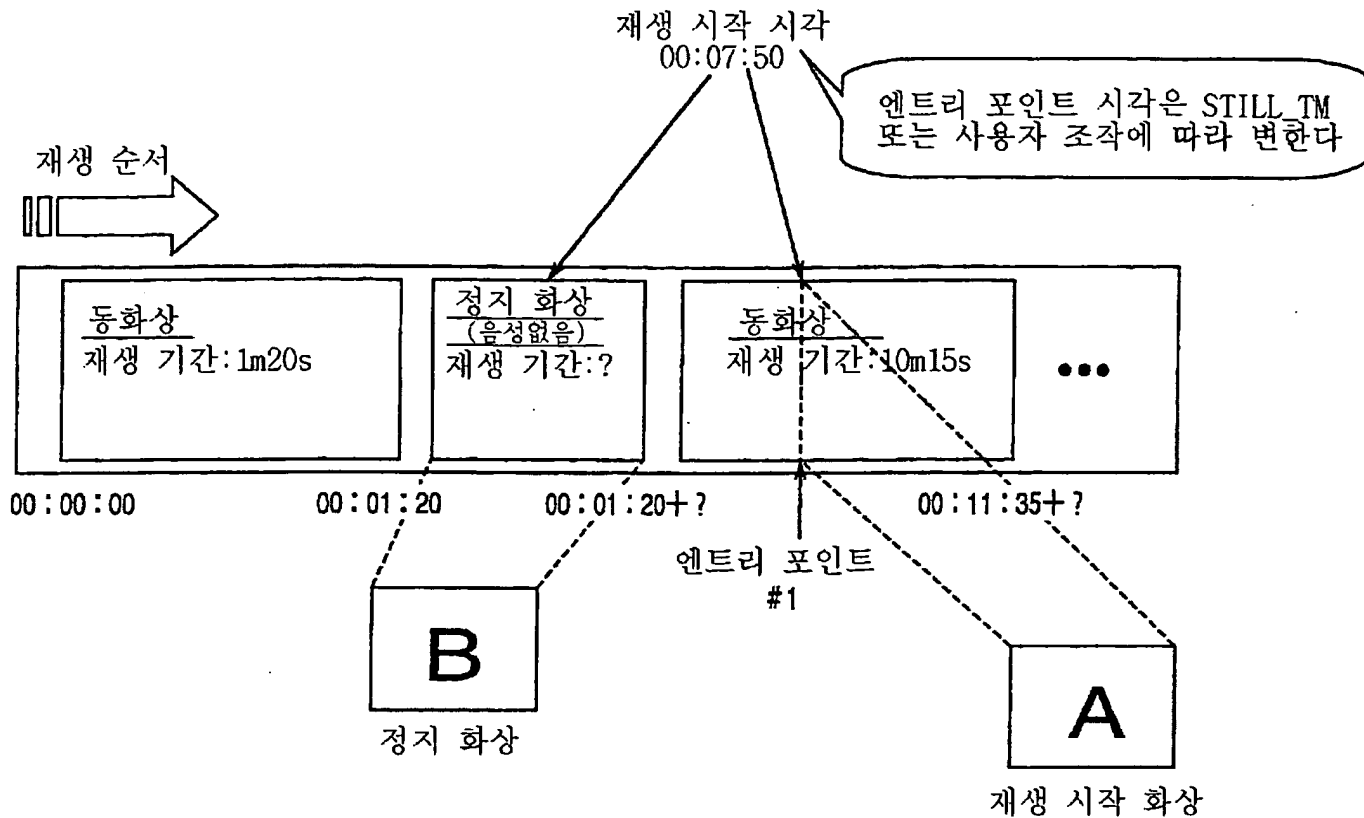 재생 시작 시각
00:07:50
엔트리 포인트 시각은 STILL_TM
또는 사용자 조작에 따라 변한다
재생 순서
동화상
재생 기간:1m20s
정지 화상
(음성없음)
재생 기간:?
동화상
재생 기간:10m15s
•••
00:00:00
00:01:20
00:01:20+?
00:11:35+?
엔트리 포인트
#1
B
정지 화상
A
재생 시작 화상